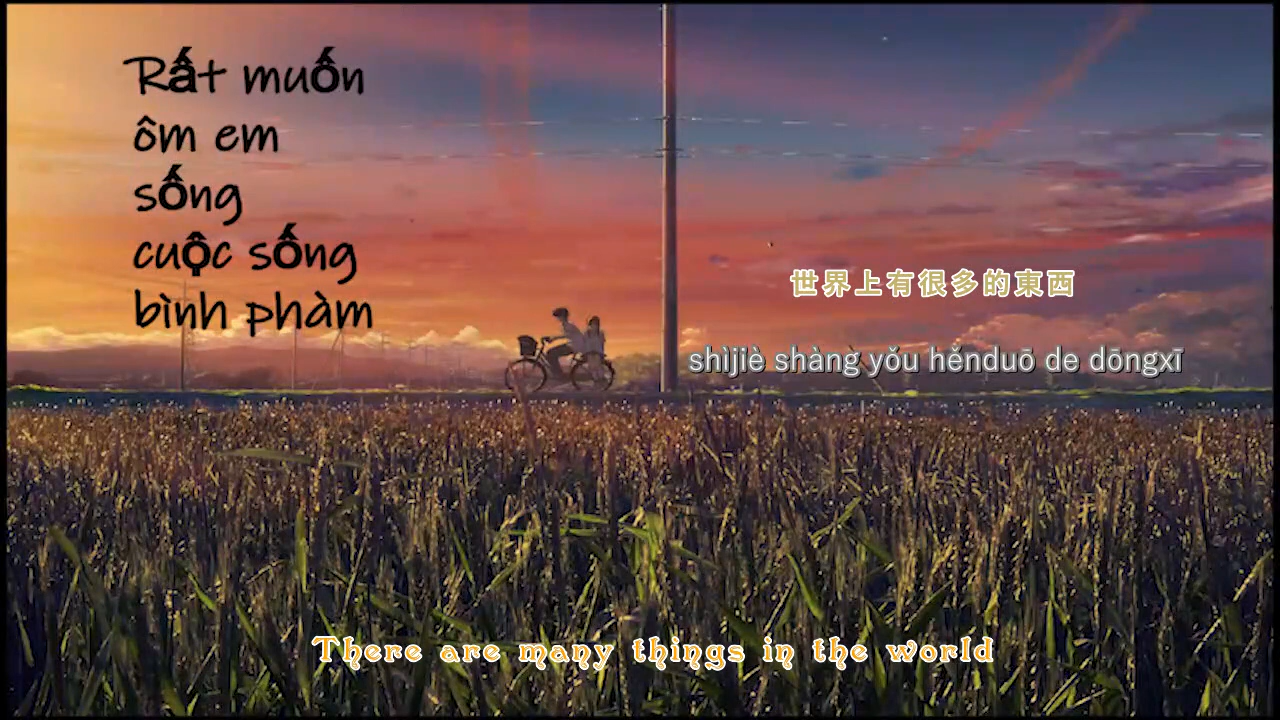 Rất muốn
ôm em
sống
cuộc sống
bình phàm
世界上有很多的東西
shìjiè shàng yǒu hěnduō de dōngxī
There are many things in the world